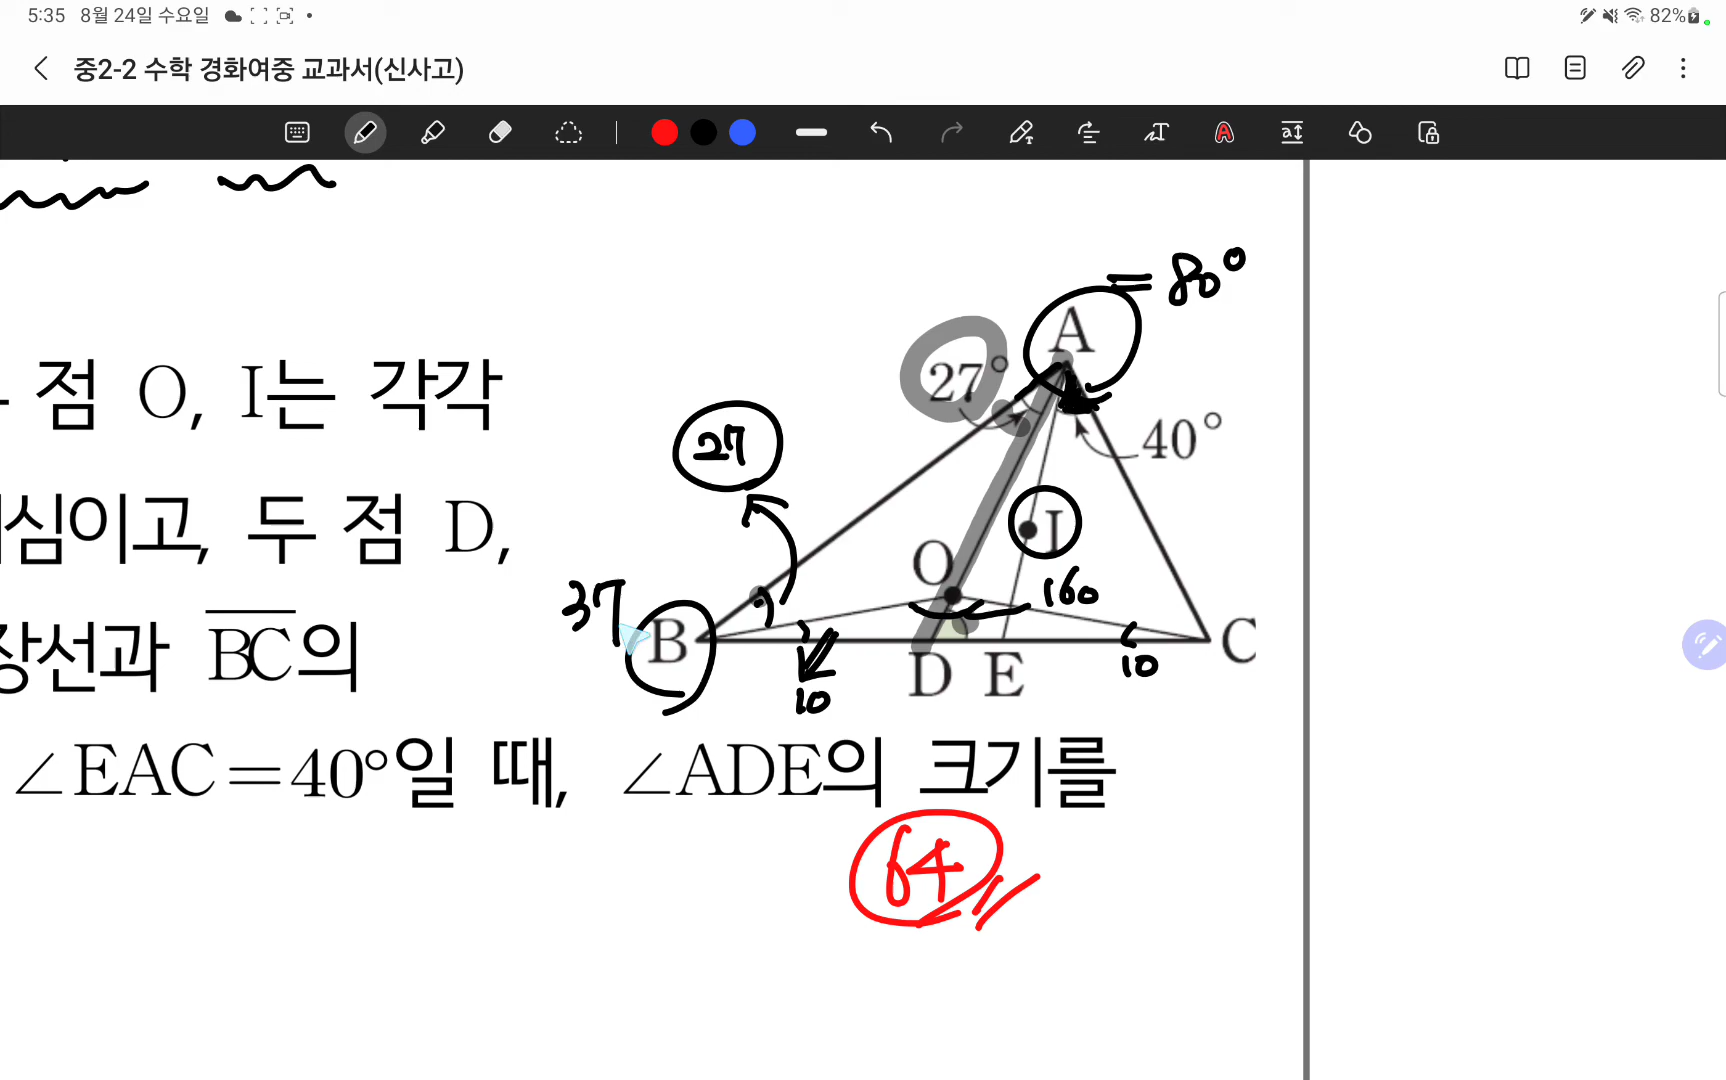 5:35 8월 24일 수요일
82%
중2-2 수학 경화여중 교과서(신사고)
= 80°
A
27°
점 O, I는 각각
27
40°
심이고, 두 점 D,
I
O
160
37
B
C
장선과 BC의
10
D E
10
∠EAC=40°일 때, ∠ADE의 크기를
64